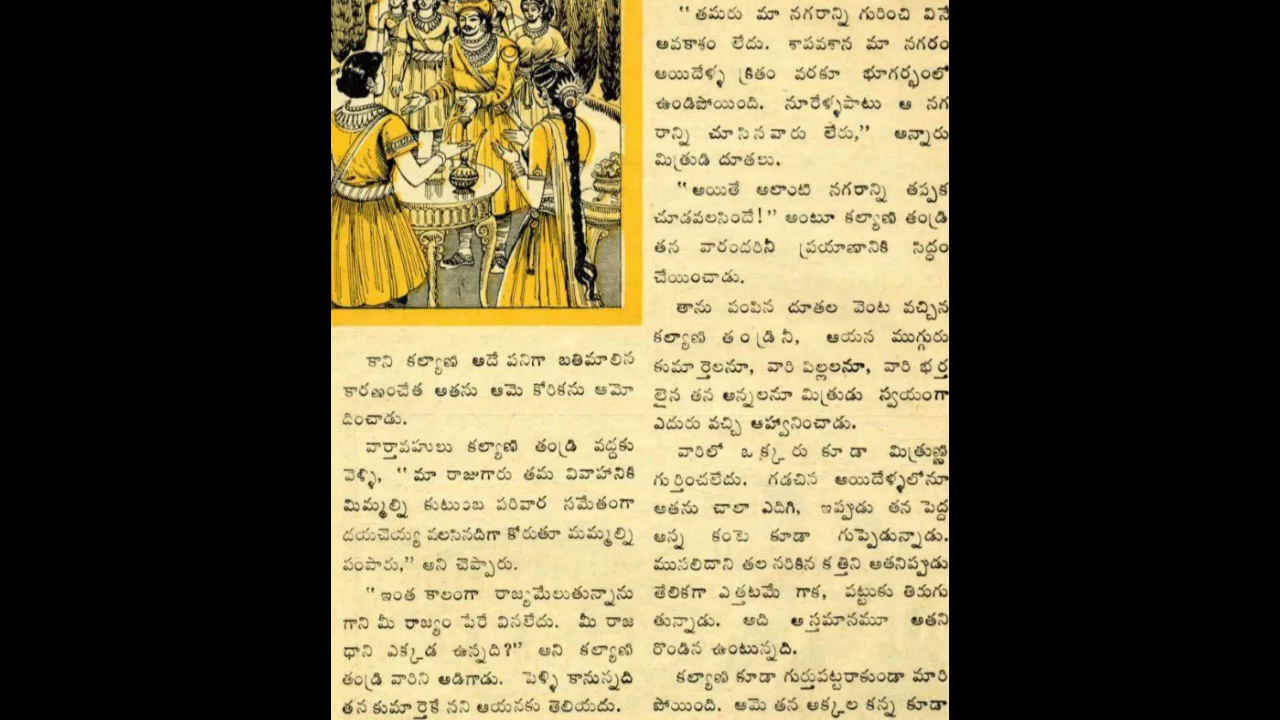 కాని కల్యాణి అదే పనిగా బతిమాలిన
కారణంచేత అతను ఆమె కోరికను ఆమో
దించాడు.
వార్తావహులు కల్యాణి తండ్రి వద్దకు
వెళ్ళి, “మా రాజుగారు తమ వివాహానికి
మిమ్మల్ని కుటుంబ పరివార సమేతంగా
దయచెయ్య వలసినదిగా కోరుతూ మమ్మల్ని
పంపారు,” అని చెప్పారు.
“ఇంత కాలంగా రాజ్యమేలుతున్నాను
గాని మీ రాజ్యం పేరే వినలేదు. మీ రాజ
ధాని ఎక్కడ ఉన్నది?” అని కల్యాణి
తండ్రి వారిని అడిగాడు. పెళ్ళి కానున్నది
తన కుమార్తెకే నని ఆయనకు తెలియదు.
“తమరు మా నగరాన్ని గురించి వినే
అవకాశం లేదు. శాపవశాన మా నగరం
అయిదేళ్ళ క్రితం వరకూ భూగర్భంలో
ఉండిపోయింది. నూరేళ్ళపాటు ఆ నగ
రాన్ని చూసినవారు లేరు,” అన్నారు
మిత్రుడి దూతలు.
“అయితే అలాంటి నగరాన్ని తప్పక
చూడవలసిందే!” అంటూ కల్యాణి తండ్రి
తన వారందరినీ ప్రయాణానికి సిద్ధం
చేయించాడు.
తాను పంపిన దూతల వెంట వచ్చిన
కల్యాణి తండ్రినీ, ఆయన ముగ్గురు
కుమార్తెలనూ, వారి పిల్లలనూ, వారి భర్త
లైన తన అన్నలనూ మిత్రుడు స్వయంగా
ఎదురు వచ్చి ఆహ్వానించాడు.
వారిలో ఒక్కరు కూడా మిత్రుణ్ణి
గుర్తించలేదు. గడచిన అయిదేళ్ళలోనూ
అతను చాలా ఎదిగి, ఇప్పుడు తన పెద్ద
అన్న కంటె కూడా గుప్పెడున్నాడు.
ముసలిదాని తల నరికిన కత్తిని అతనిప్పుడు
తేలికగా ఎత్తటమే గాక, పట్టుకు తిరుగు
తున్నాడు. అది అస్తమానమూ అతని
రొండిన ఉంటున్నది.
కల్యాణి కూడా గుర్తుపట్టరాకుండా మారి
పోయింది. ఆమె తన అక్కల కన్న కూడా